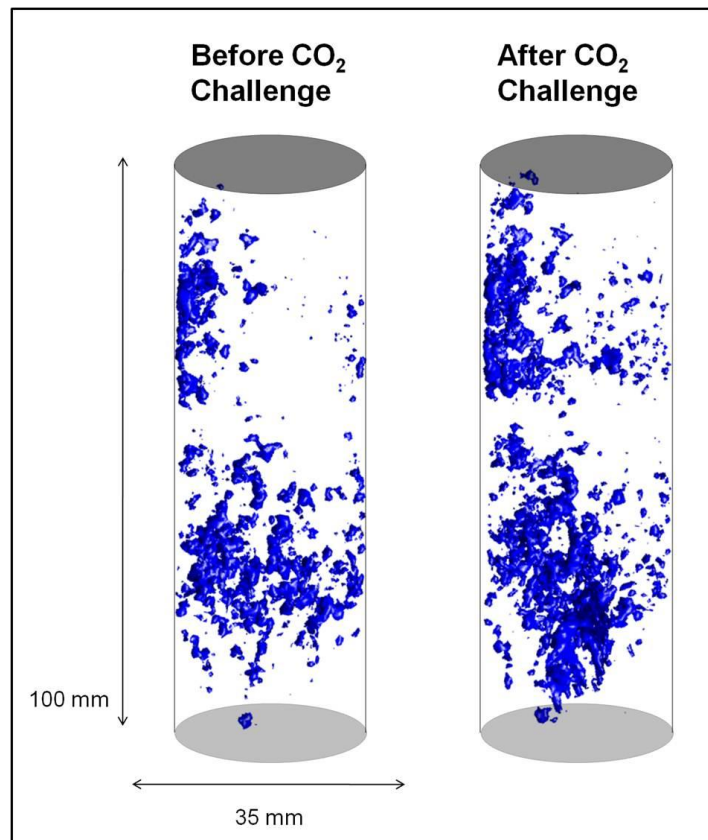 Before CO₂
Challenge
After CO₂
Challenge
100 mm
35 mm